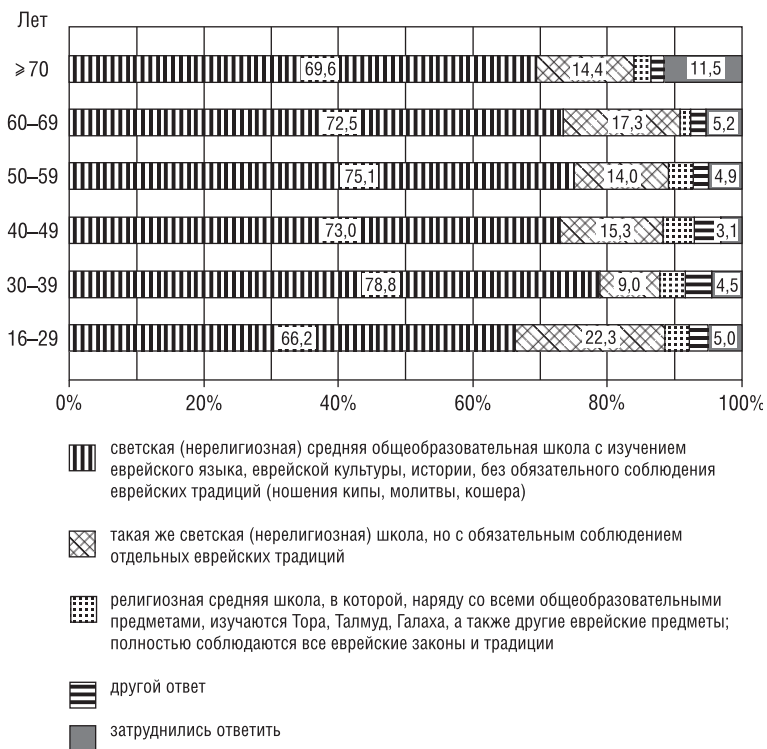 Лет
≥70 69,6 14,4 11,5
60–69 72,5 17,3 5,2
50–59 75,1 14,0 4,9
40–49 73,0 15,3 3,1
30–39 78,8 9,0 4,5
16–29 66,2 22,3 5,0
0% 20% 40% 60% 80% 100%
светская (нерелигиозная) средняя общеобразовательная школа с изучением
еврейского языка, еврейской культуры, истории, без обязательного соблюдения
еврейских традиций (ношения кипы, молитвы, кошера)
такая же светская (нерелигиозная) школа, но с обязательным соблюдением
отдельных еврейских традиций
религиозная средняя школа, в которой, наряду со всеми общеобразовательными
предметами, изучаются Тора, Талмуд, Галаха, а также другие еврейские предметы;
полностью соблюдаются все еврейские законы и традиции
другой ответ
затруднились ответить